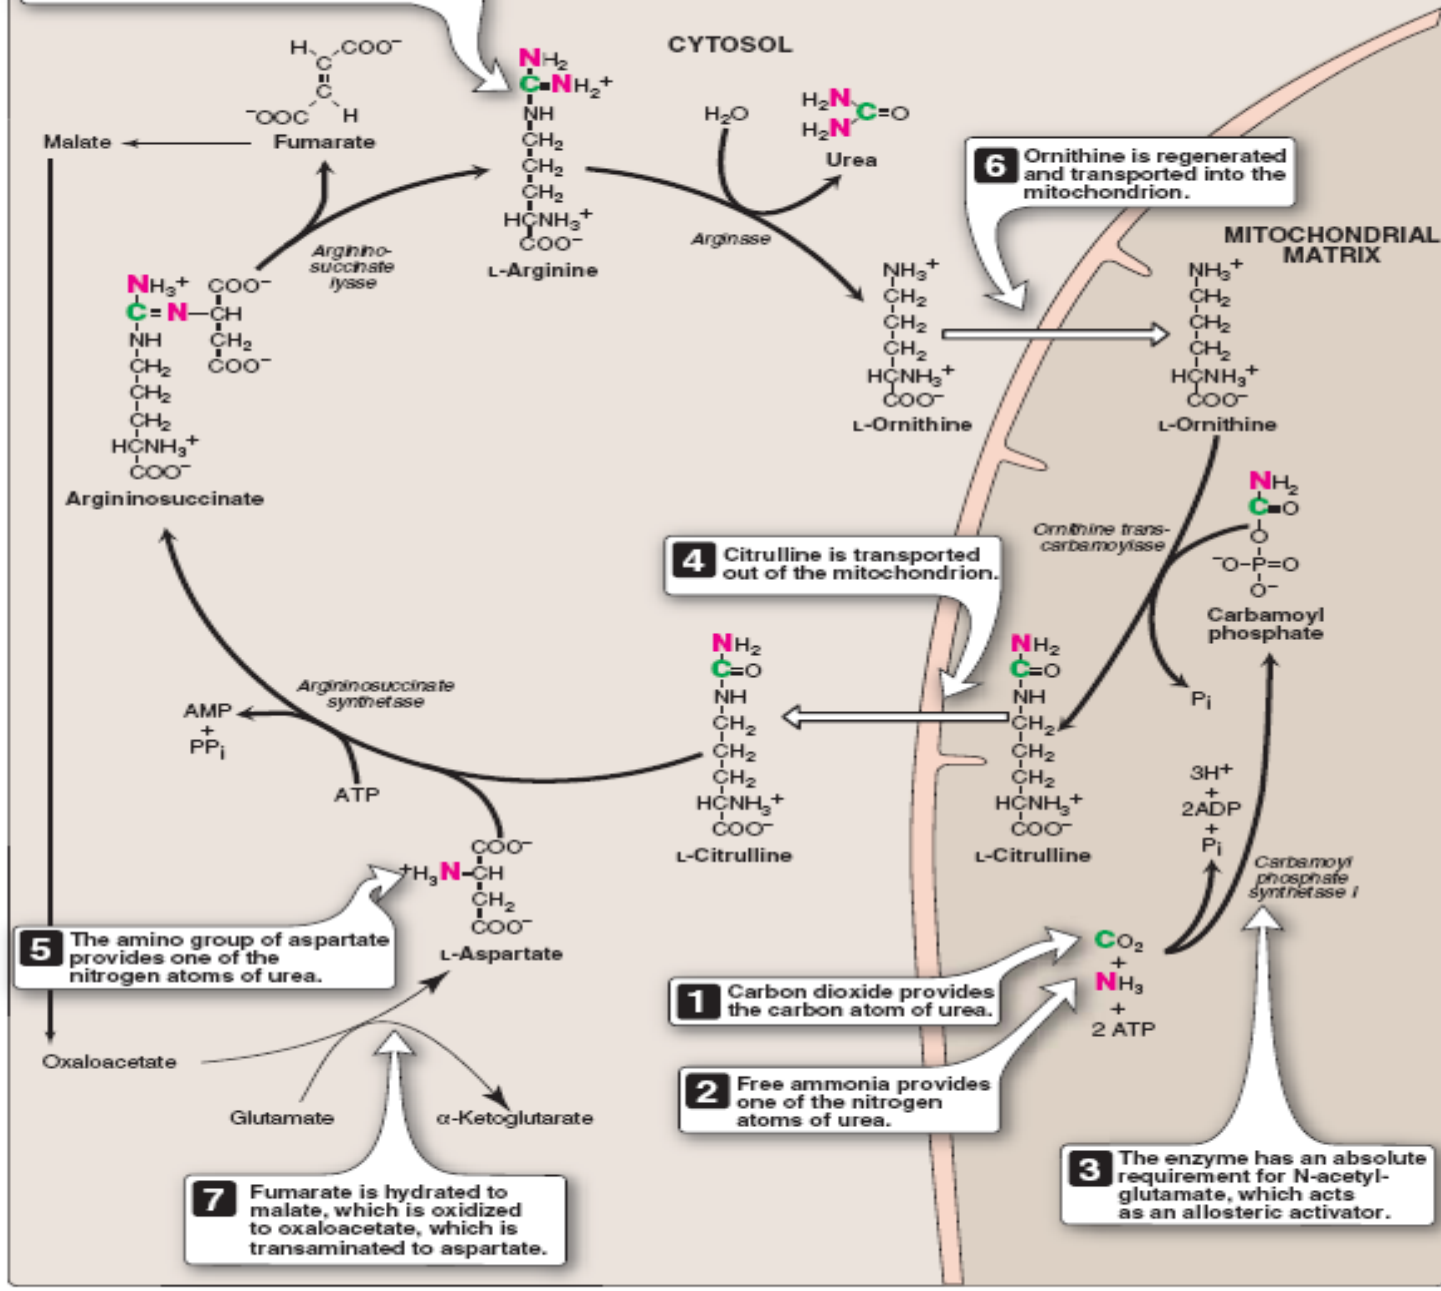 CYTOSOL
H
COO⁻
C
C
⁻OOC
H
Fumarate
Malate
NH₂
C=NH₂⁺
NH
CH₂
CH₂
CH₂
HCNH₃⁺
COO⁻
L-Arginine
H₂O
H₂N
C=O
H₂N
Urea
6 Ornithine is regenerated
and transported into the
mitochondrion.
MITOCHONDRIAL
MATRIX
Arginino-
succinate
lyase
Arginase
NH₃⁺
C=N-CH
NH
CH₂
CH₂
CH₂
HCNH₃⁺
COO⁻
COO⁻
CH₂
COO⁻
Argininosuccinate
NH₃⁺
CH₂
CH₂
CH₂
HCNH₃⁺
COO⁻
L-Ornithine
NH₃⁺
CH₂
CH₂
CH₂
HCNH₃⁺
COO⁻
L-Ornithine
Ornithine trans-
carbamoylase
NH₂
C=O
O
⁻O-P=O
O⁻
Carbamoyl
phosphate
4 Citrulline is transported
out of the mitochondrion.
Argininosuccinate
synthetase
AMP
+
PPi
ATP
NH₂
C=O
NH
CH₂
CH₂
CH₂
HCNH₃⁺
COO⁻
L-Citrulline
NH₂
C=O
NH
CH₂
CH₂
CH₂
HCNH₃⁺
COO⁻
L-Citrulline
Pi
3H⁺
+
2ADP
+
Pi
Carbamoyl
phosphate
synthetase I
COO⁻
⁺H₃N-CH
CH₂
COO⁻
L-Aspartate
5 The amino group of aspartate
provides one of the
nitrogen atoms of urea.
CO₂
+
NH₃
+
2 ATP
1 Carbon dioxide provides
the carbon atom of urea.
2 Free ammonia provides
one of the nitrogen
atoms of urea.
Oxaloacetate
Glutamate
α-Ketoglutarate
7 Fumarate is hydrated to
malate, which is oxidized
to oxaloacetate, which is
transaminated to aspartate.
3 The enzyme has an absolute
requirement for N-acetyl-
glutamate, which acts
as an allosteric activator.